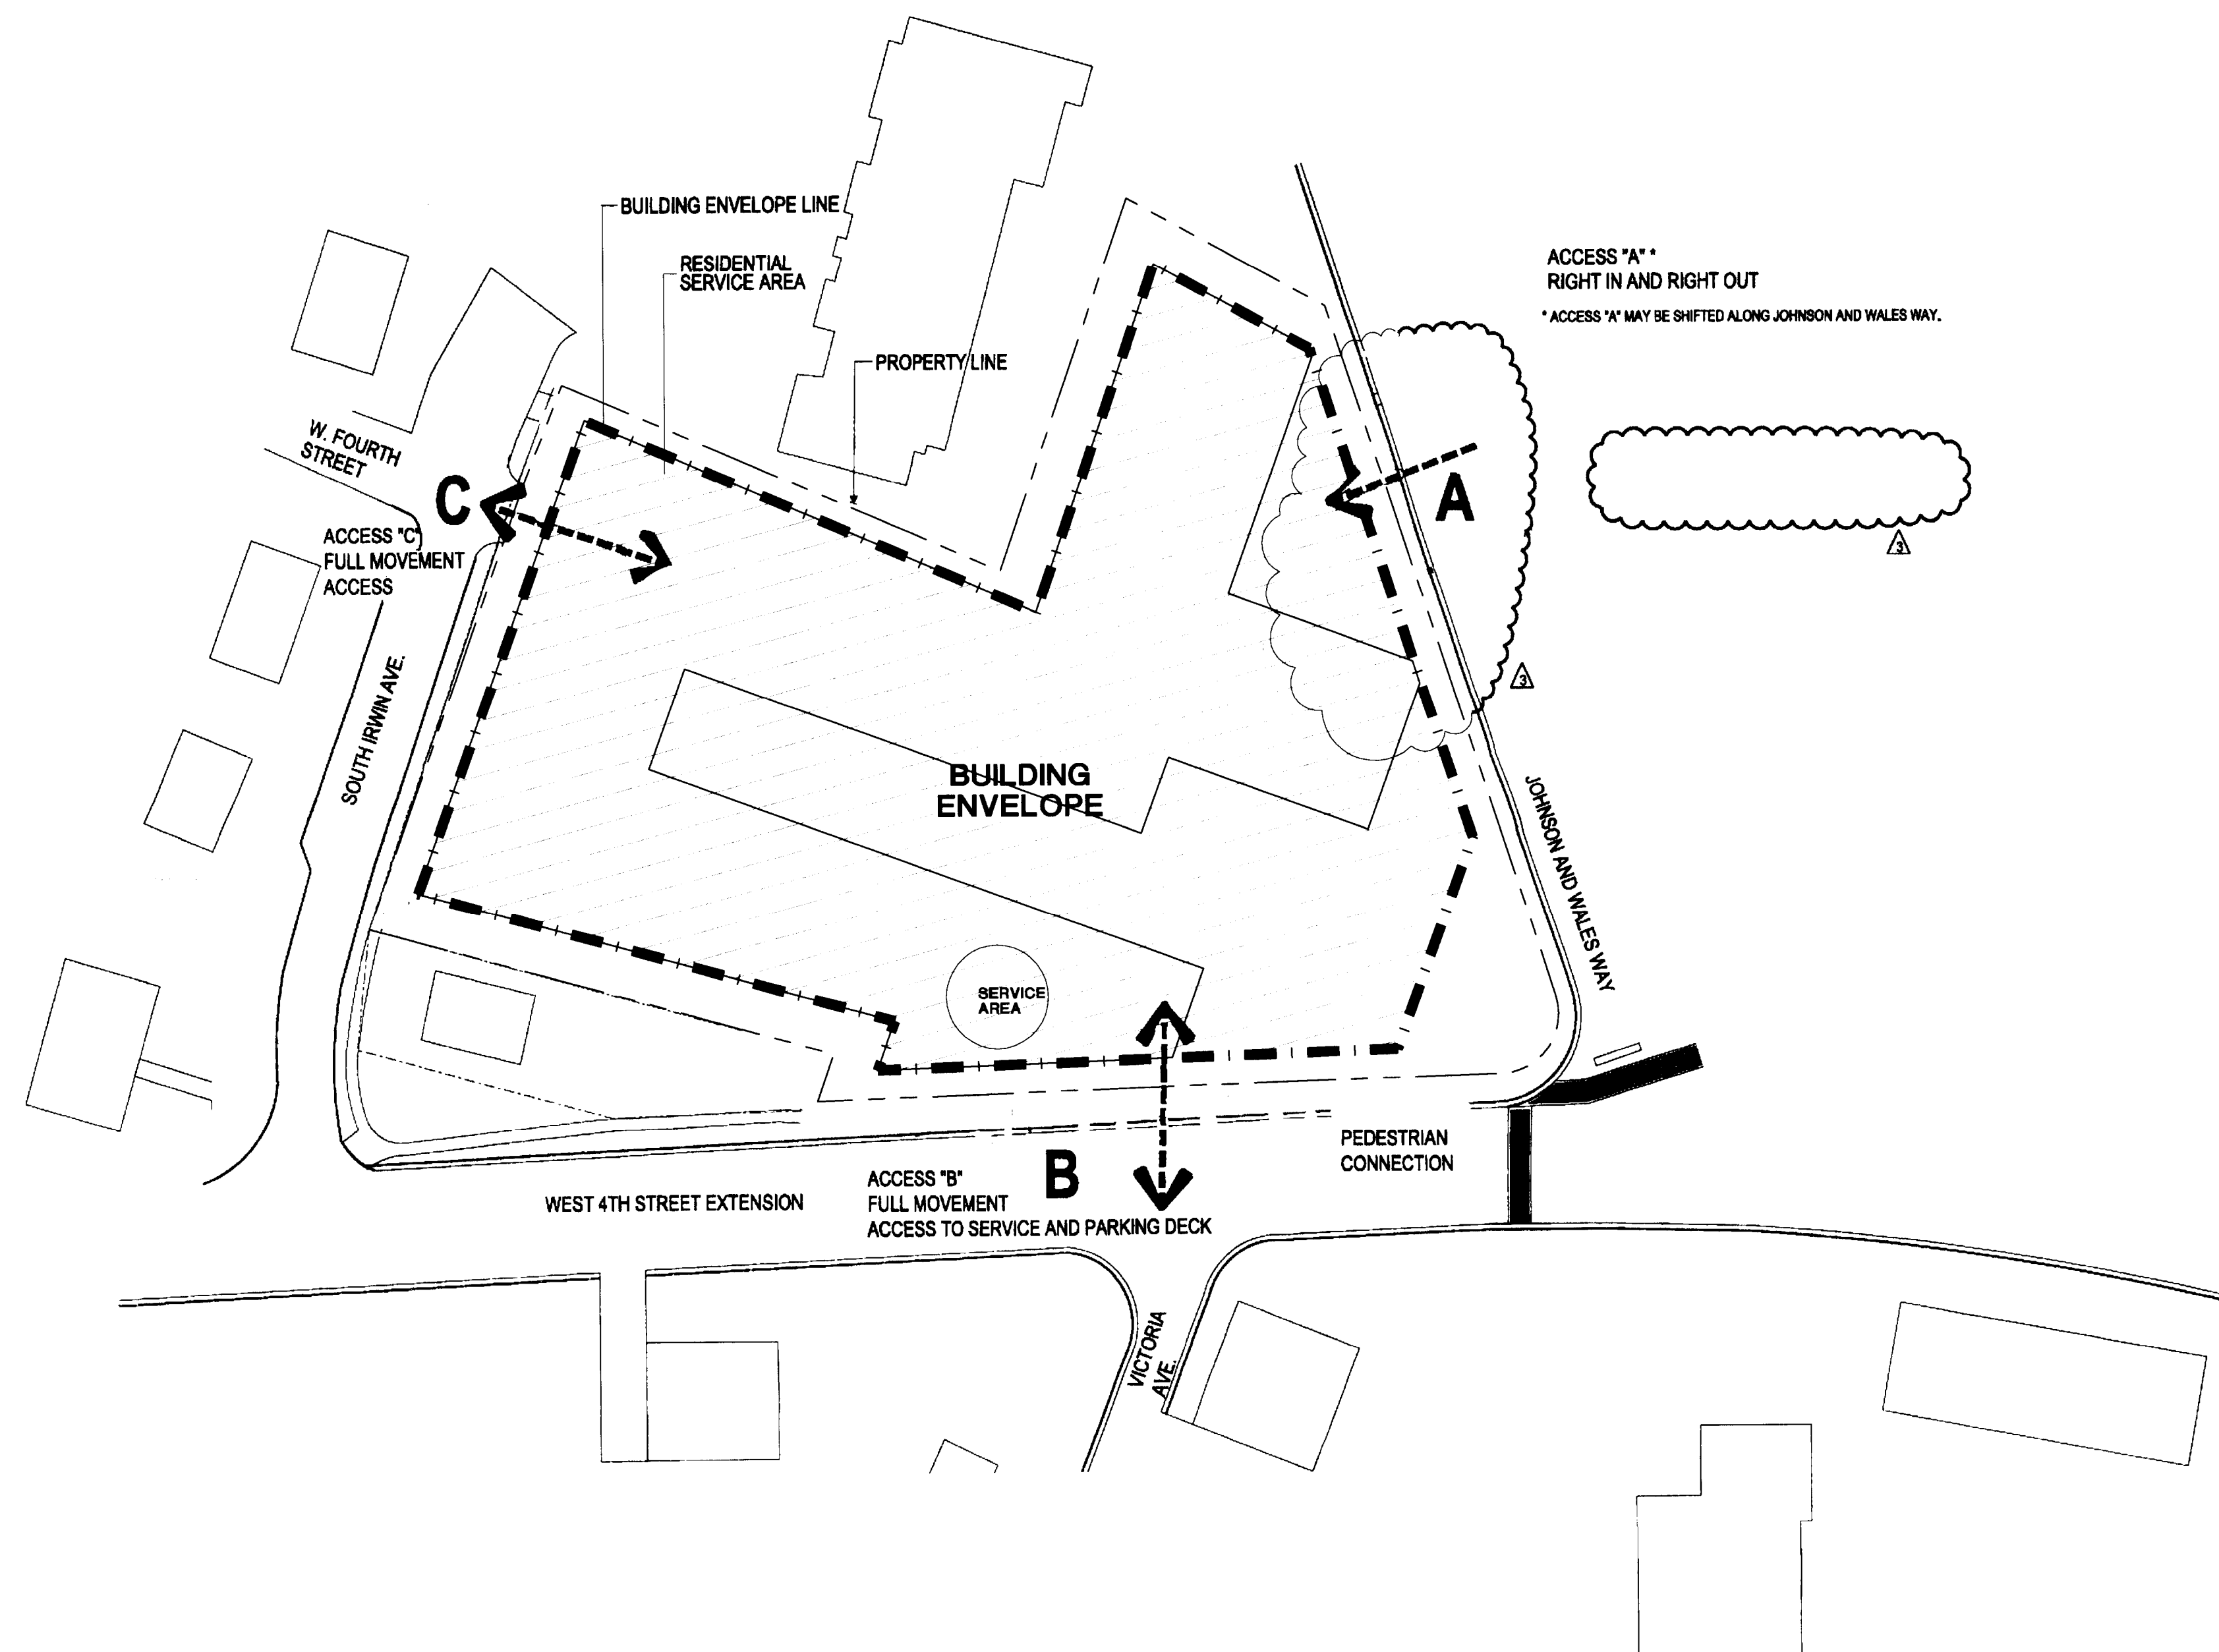 BUILDING ENVELOPE LINE
RESIDENTIAL
SERVICE AREA
PROPERTY LINE
ACCESS "A" *
RIGHT IN AND RIGHT OUT
* ACCESS "A" MAY BE SHIFTED ALONG JOHNSON AND WALES WAY.
W. FOURTH
STREET
C
A
ACCESS "C"
FULL MOVEMENT
ACCESS
3
3
SOUTH IRWIN AVE.
BUILDING
ENVELOPE
JOHNSON AND WALES WAY
SERVICE
AREA
PEDESTRIAN
CONNECTION
B
ACCESS "B"
FULL MOVEMENT
ACCESS TO SERVICE AND PARKING DECK
WEST 4TH STREET EXTENSION
VICTORIA
AVE.